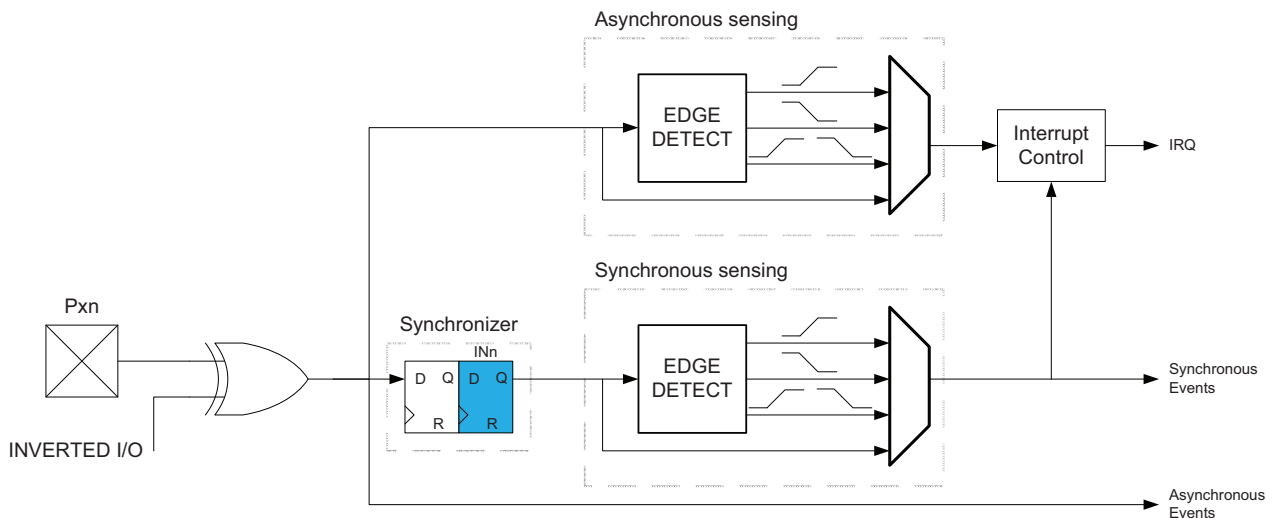 Asynchronous sensing
EDGE
DETECT
Interrupt
Control
IRQ
Synchronous sensing
Pxn
Synchronizer
INn
D Q D Q
R R
EDGE
DETECT
Synchronous
Events
INVERTED I/O
Asynchronous
Events